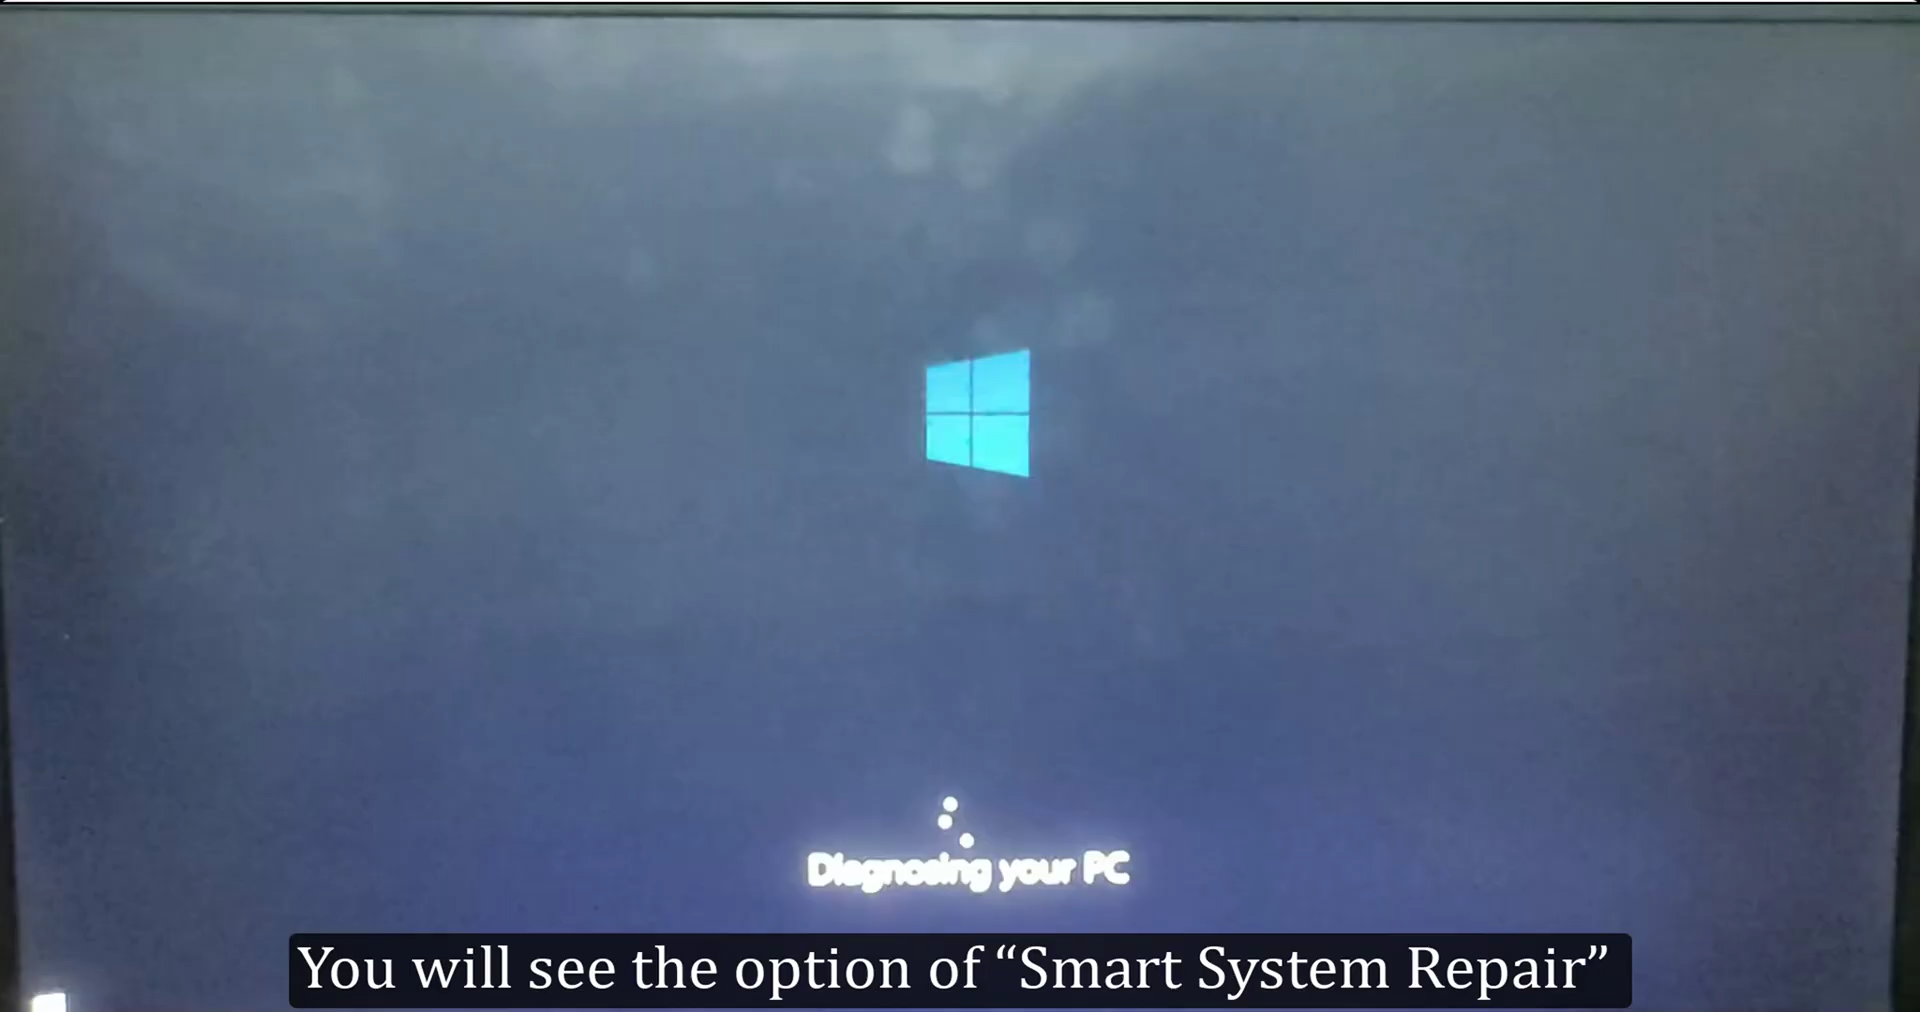 Diagnosing your PC
You will see the option of “Smart System Repair”